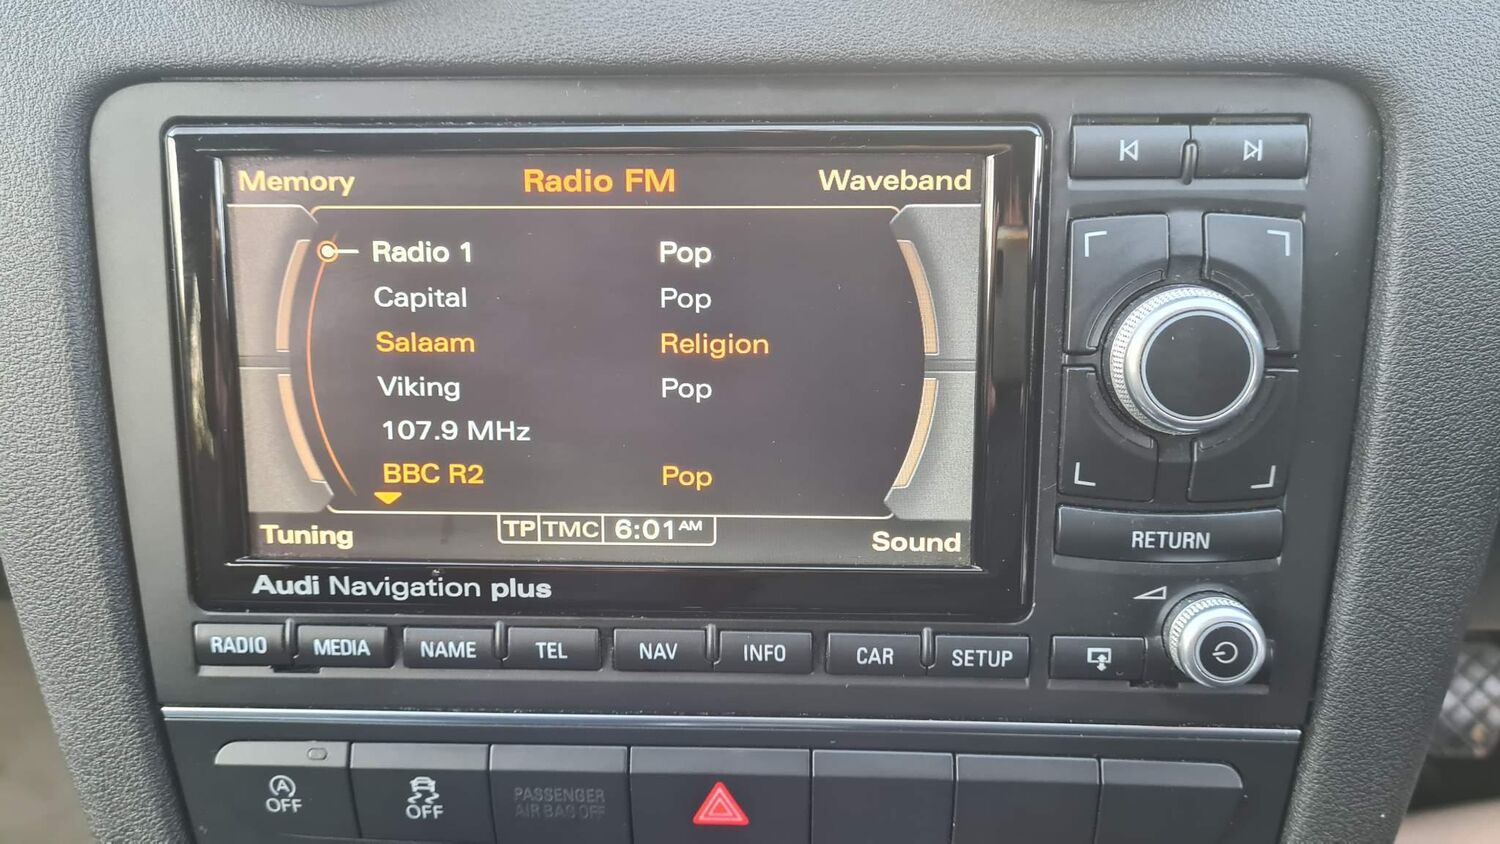 Memory Radio FM Waveband
Radio 1 Pop
Capital Pop
Salaam Religion
Viking Pop
107.9 MHz
BBC R2 Pop
Tuning TP TMC 6:01 AM Sound
Audi Navigation plus
RETURN
RADIO MEDIA NAME TEL NAV INFO CAR SETUP
A
OFF OFF
PASSENGER
AIR BAG OFF